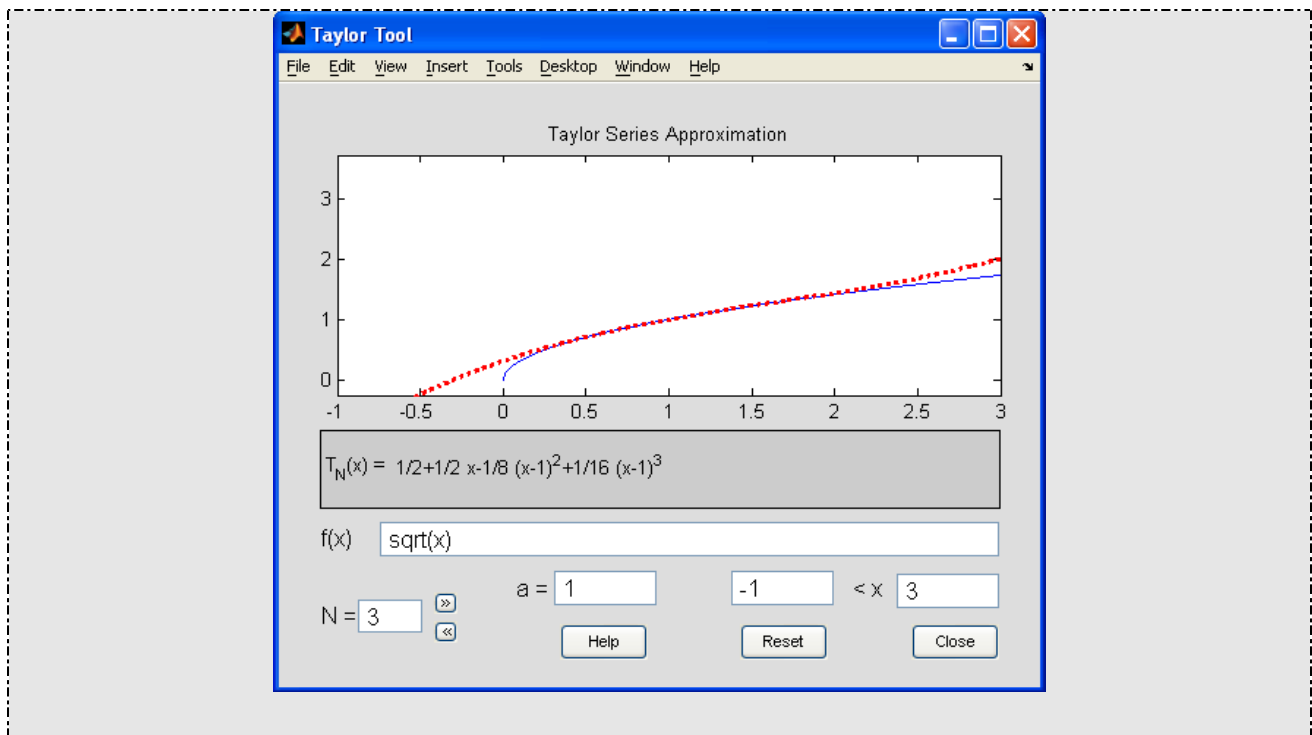 Taylor Tool
File Edit View Insert Tools Desktop Window Help
Taylor Series Approximation
3
2
1
0
-1 -0.5 0 0.5 1 1.5 2 2.5 3
T_N(x) = 1/2+1/2 x-1/8 (x-1)^2+1/16 (x-1)^3
f(x) sqrt(x)
a = 1 -1 < x 3
N = 3 » «
Help Reset Close